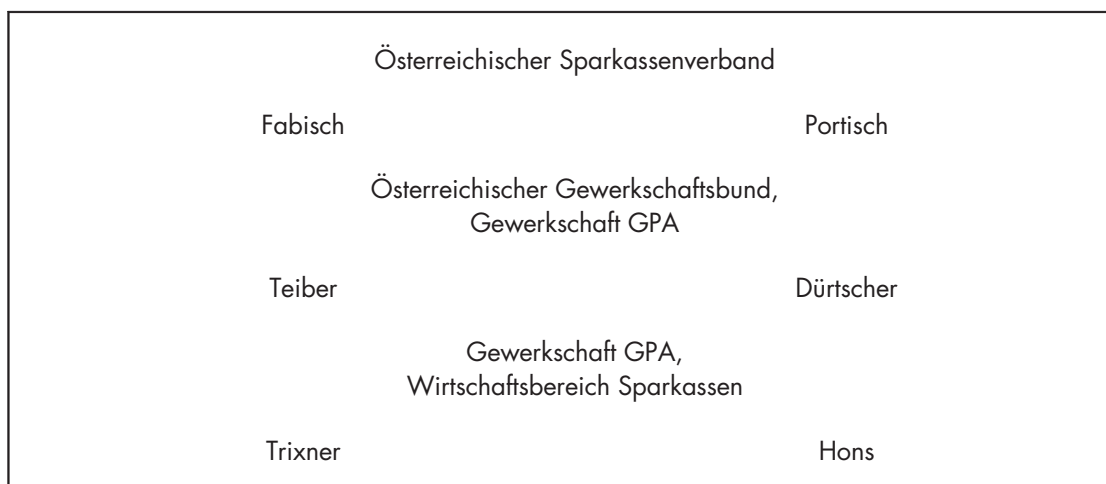 Österreichischer Sparkassenverband
Fabisch Portisch
Österreichischer Gewerkschaftsbund,
Gewerkschaft GPA
Teiber Dürtscher
Gewerkschaft GPA,
Wirtschaftsbereich Sparkassen
Trixner Hons